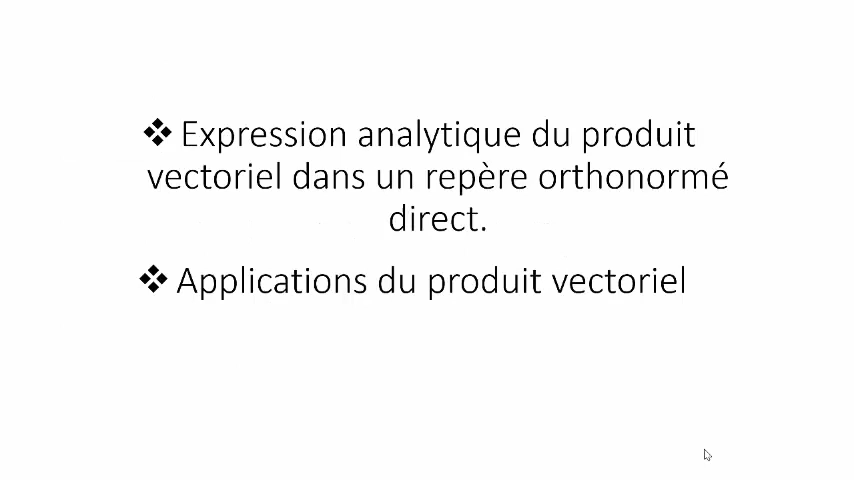 ❖ Expression analytique du produit
vectoriel dans un repère orthonormé
direct.
❖ Applications du produit vectoriel